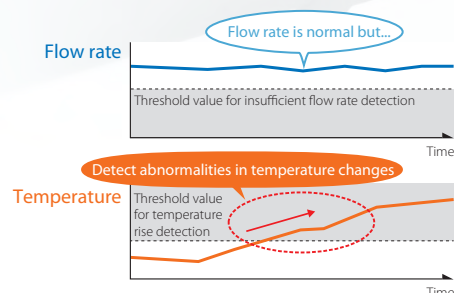 Flow rate is normal but...
Flow rate
Threshold value for insufficient flow rate detection
Time
Detect abnormalities in temperature changes
Temperature
Threshold value
for temperature
rise detection
Time